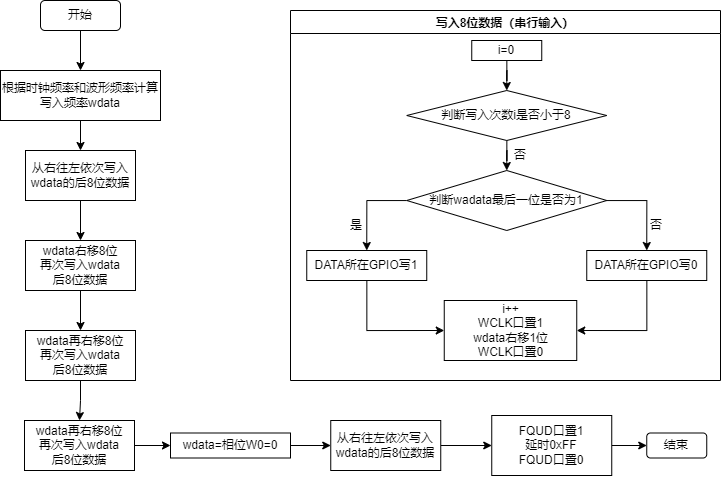 开始
根据时钟频率和波形频率计算
写入频率wdata
从右往左依次写入
wdata的后8位数据
wdata右移8位
再次写入wdata
后8位数据
wdata再右移8位
再次写入wdata
后8位数据
wdata再右移8位
再次写入wdata
后8位数据
wdata=相位W0=0
从右往左依次写入
wdata的后8位数据
FQUD口置1
延时0xFF
FQUD口置0
结束
写入8位数据（串行输入）
i=0
判断写入次数i是否小于8
否
判断wadata最后一位是否为1
是
否
DATA所在GPIO写1
DATA所在GPIO写0
i++
WCLK口置1
wdata右移1位
WCLK口置0